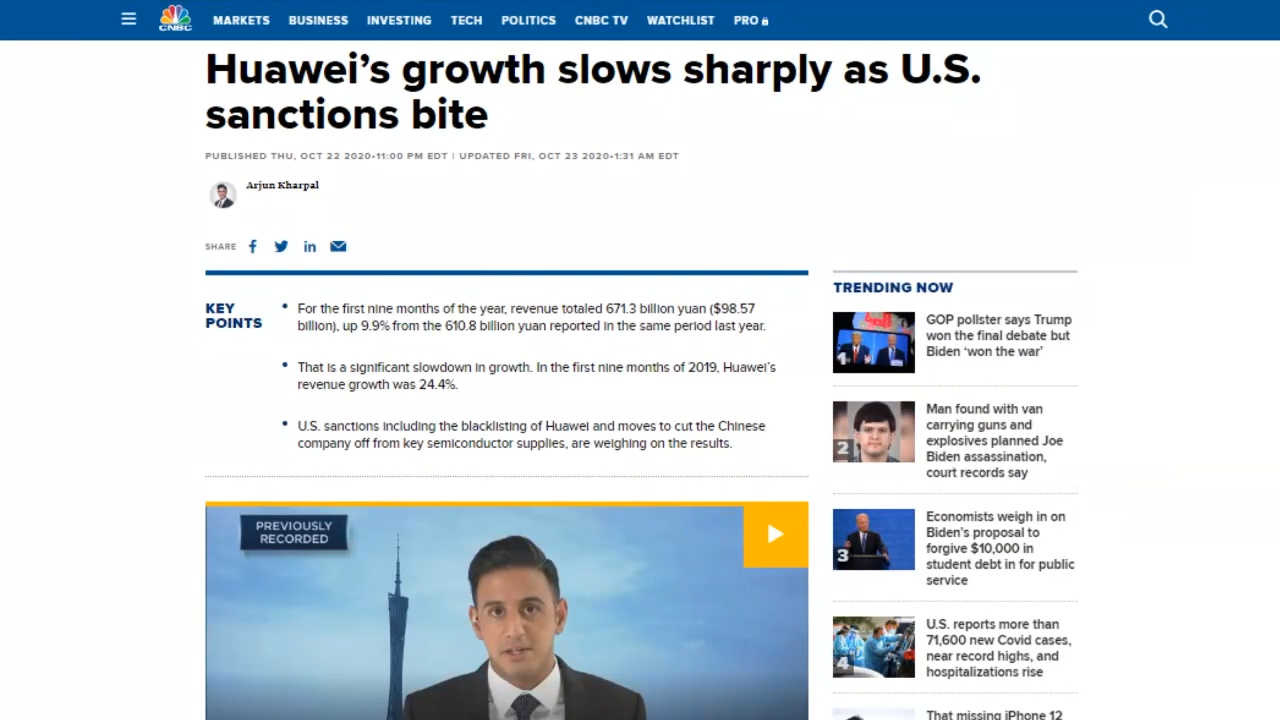 CNBC
MARKETS
BUSINESS
INVESTING
TECH
POLITICS
CNBC TV
WATCHLIST
PRO
Huawei’s growth slows sharply as U.S.
sanctions bite
PUBLISHED THU, OCT 22 2020•11:00 PM EDT | UPDATED FRI, OCT 23 2020•1:31 AM EDT
Arjun Kharpal
SHARE
KEY
POINTS
• For the first nine months of the year, revenue totaled 671.3 billion yuan ($98.57
billion), up 9.9% from the 610.8 billion yuan reported in the same period last year.
• That is a significant slowdown in growth. In the first nine months of 2019, Huawei’s
revenue growth was 24.4%.
• U.S. sanctions including the blacklisting of Huawei and moves to cut the Chinese
company off from key semiconductor supplies, are weighing on the results.
PREVIOUSLY
RECORDED
TRENDING NOW
1
GOP pollster says Trump
won the final debate but
Biden ‘won the war’
2
Man found with van
carrying guns and
explosives planned Joe
Biden assassination,
court records say
3
Economists weigh in on
Biden’s proposal to
forgive $10,000 in
student debt in for public
service
4
U.S. reports more than
71,600 new Covid cases,
near record highs, and
hospitalizations rise
That missing iPhone 12